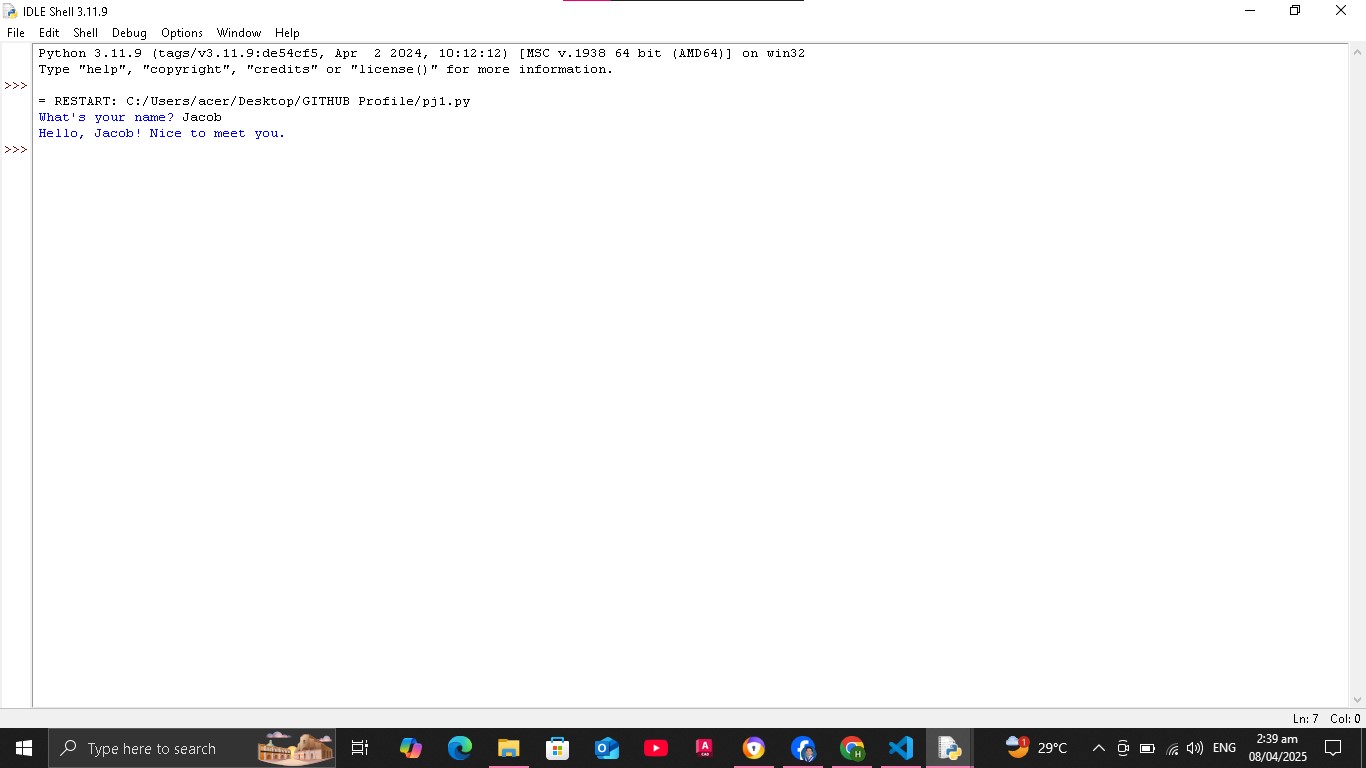 IDLE Shell 3.11.9
File Edit Shell Debug Options Window Help
Python 3.11.9 (tags/v3.11.9:de54cf5, Apr  2 2024, 10:12:12) [MSC v.1938 64 bit (AMD64)] on win32
Type "help", "copyright", "credits" or "license()" for more information.
>>>
= RESTART: C:/Users/acer/Desktop/GITHUB Profile/pj1.py
What's your name? Jacob
Hello, Jacob! Nice to meet you.
>>>
Ln: 7 Col: 0
Type here to search
1 29°C ENG 2:39 am
08/04/2025